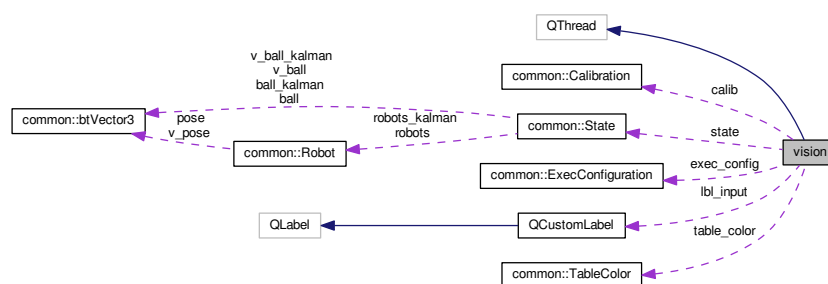 QThread
v_ball_kalman
v_ball
ball_kalman
ball
common::Calibration
calib
common::btVector3
pose
v_pose
robots_kalman
robots
common::State
state
vision
common::Robot
exec_config
common::ExecConfiguration
lbl_input
QLabel
QCustomLabel
table_color
common::TableColor